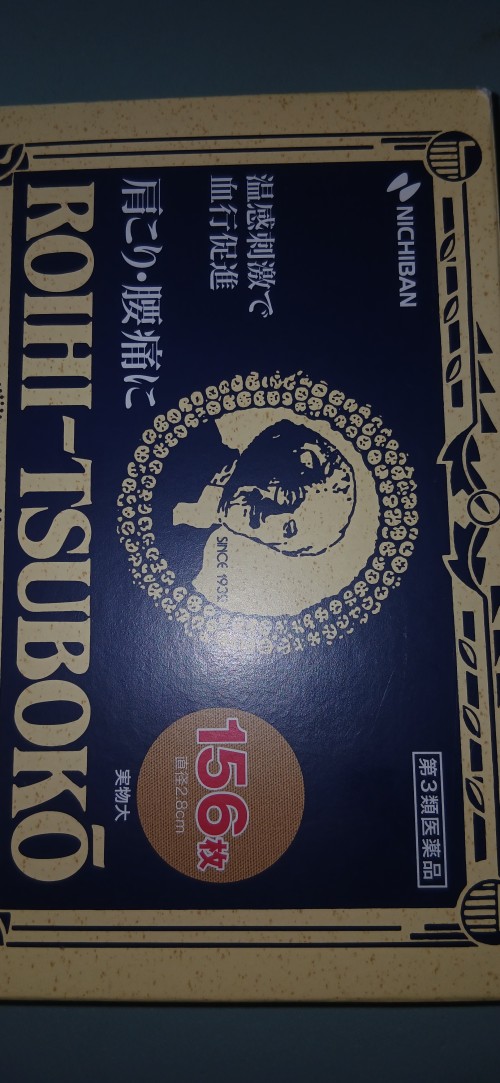 NICHIBAN
第3類医薬品
温感刺激で
血行促進
肩こり・腰痛に
SINCE 193
156枚
直径2.8cm
実物大
ROIHI-TSUBOKŌ